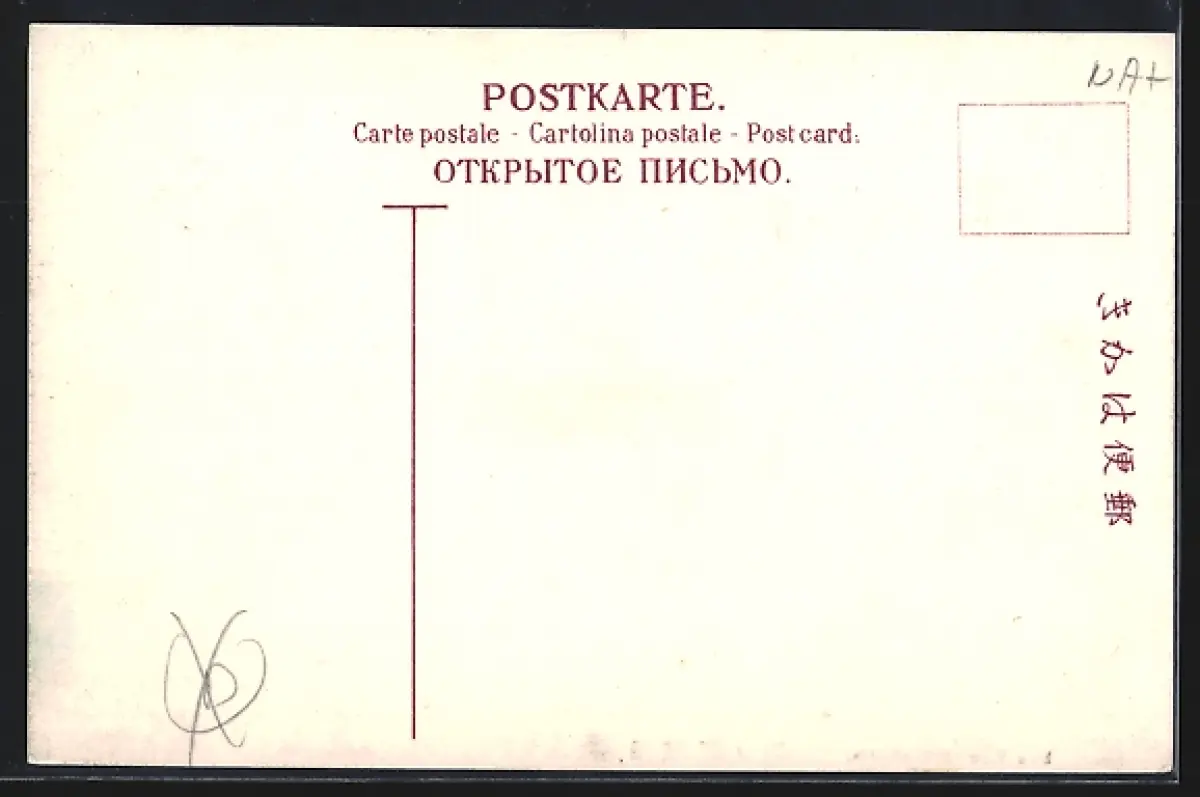 POSTKARTE.
Carte postale - Cartolina postale - Post card.
ОТКРЫТОЕ ПИСЬМО.
郵便はかき